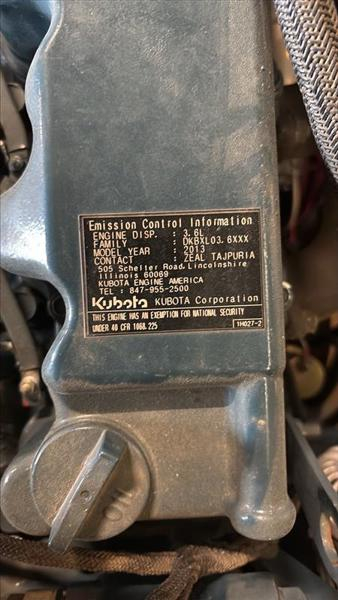 Emission Control Information
ENGINE DISP. : 3.6L
FAMILY : DKBXL03.6XXX
MODEL YEAR : 2013
CONTACT : ZEAL TAJPURIA
505 Schelter Road, Lincolnshire
illinois 60069
KUBOTA ENGINE AMERICA
TEL : 847-955-2500
Kubota KUBOTA Corporation
THIS ENGINE HAS AN EXEMPTION FOR NATIONAL SECURITY
UNDER 40 CFR 1068.225
1H027-2
OIL